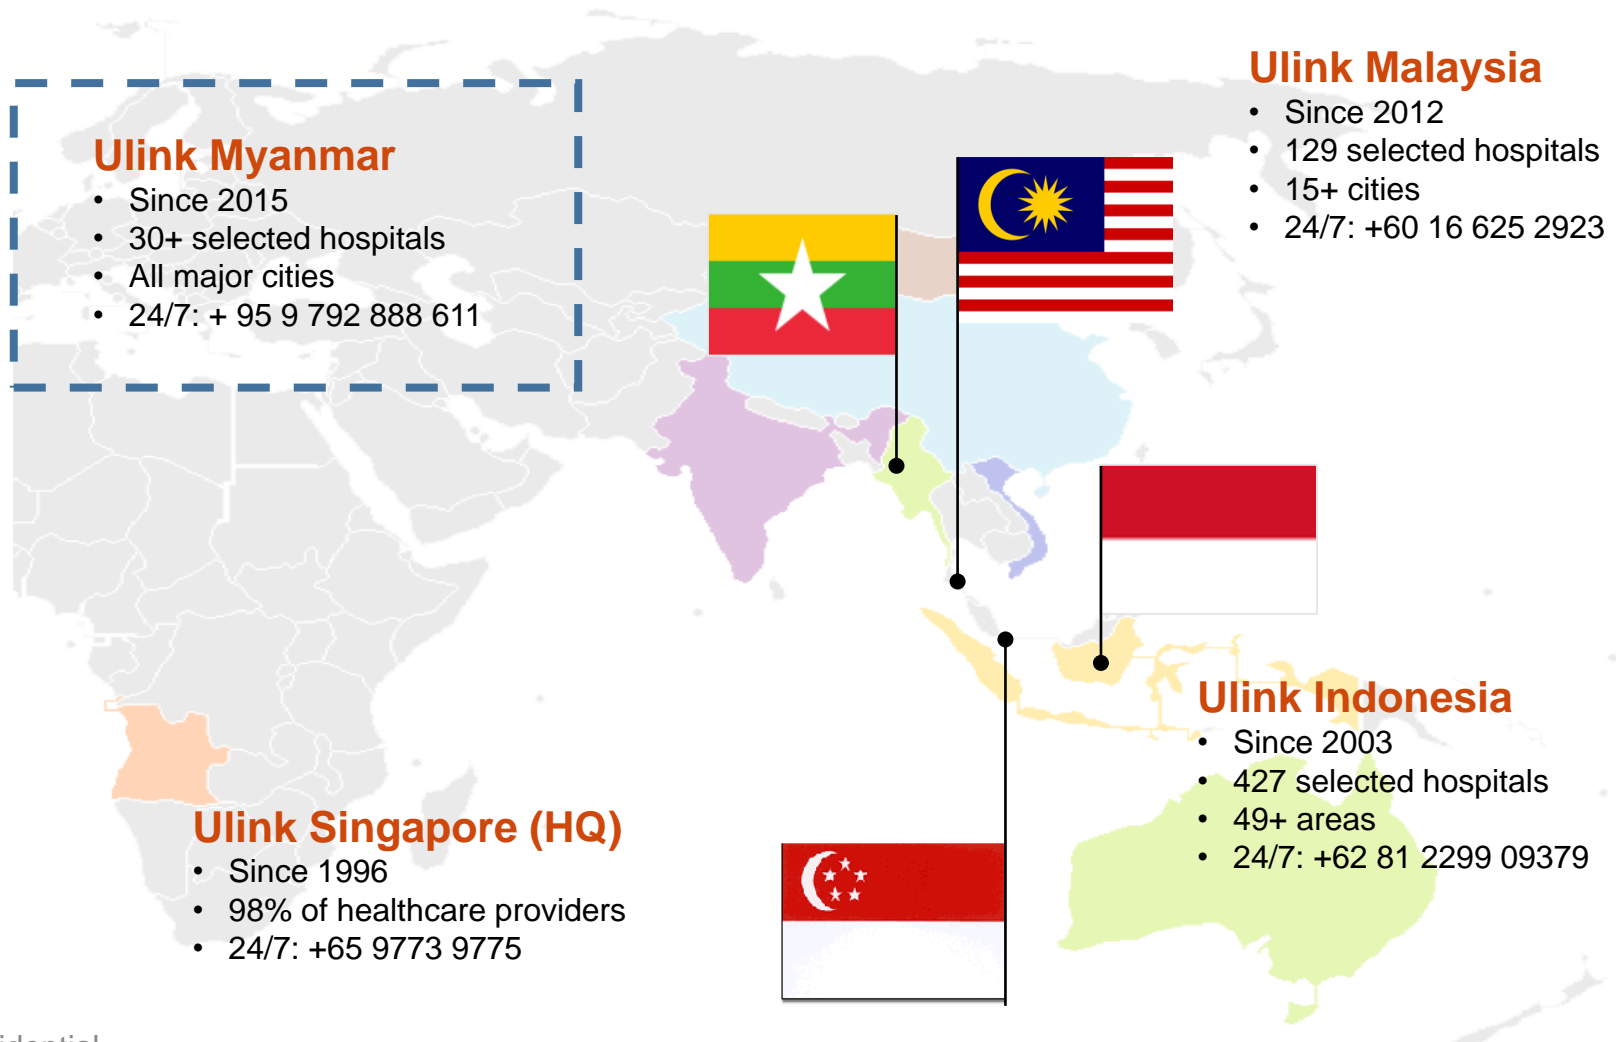 Ulink Malaysia
• Since 2012
• 129 selected hospitals
• 15+ cities
• 24/7: +60 16 625 2923
Ulink Myanmar
• Since 2015
• 30+ selected hospitals
• All major cities
• 24/7: + 95 9 792 888 611
Ulink Indonesia
• Since 2003
• 427 selected hospitals
• 49+ areas
• 24/7: +62 81 2299 09379
Ulink Singapore (HQ)
• Since 1996
• 98% of healthcare providers
• 24/7: +65 9773 9775